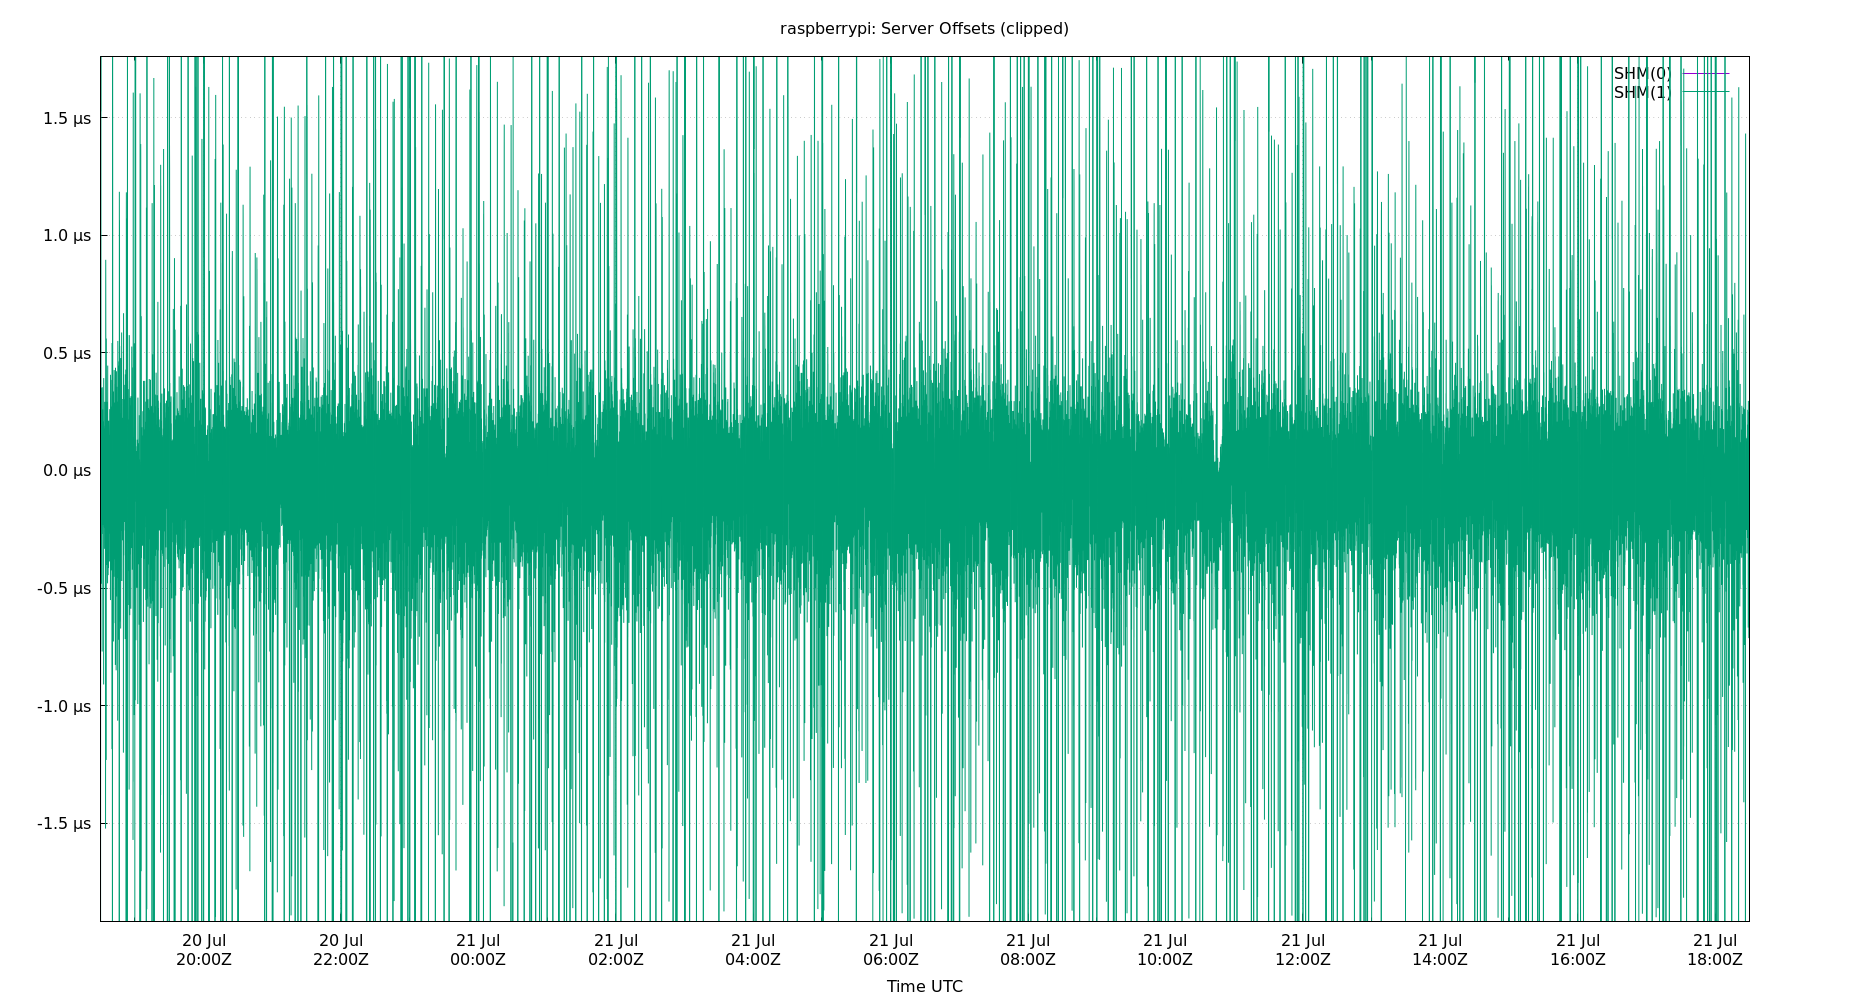 raspberrypi: Server Offsets (clipped)
SHM(0)
SHM(1)
1.5 µs
1.0 µs
0.5 µs
0.0 µs
-0.5 µs
-1.0 µs
-1.5 µs
20 Jul 20 Jul 21 Jul 21 Jul 21 Jul 21 Jul 21 Jul 21 Jul 21 Jul 21 Jul 21 Jul 21 Jul
20:00Z 22:00Z 00:00Z 02:00Z 04:00Z 06:00Z 08:00Z 10:00Z 12:00Z 14:00Z 16:00Z 18:00Z
Time UTC